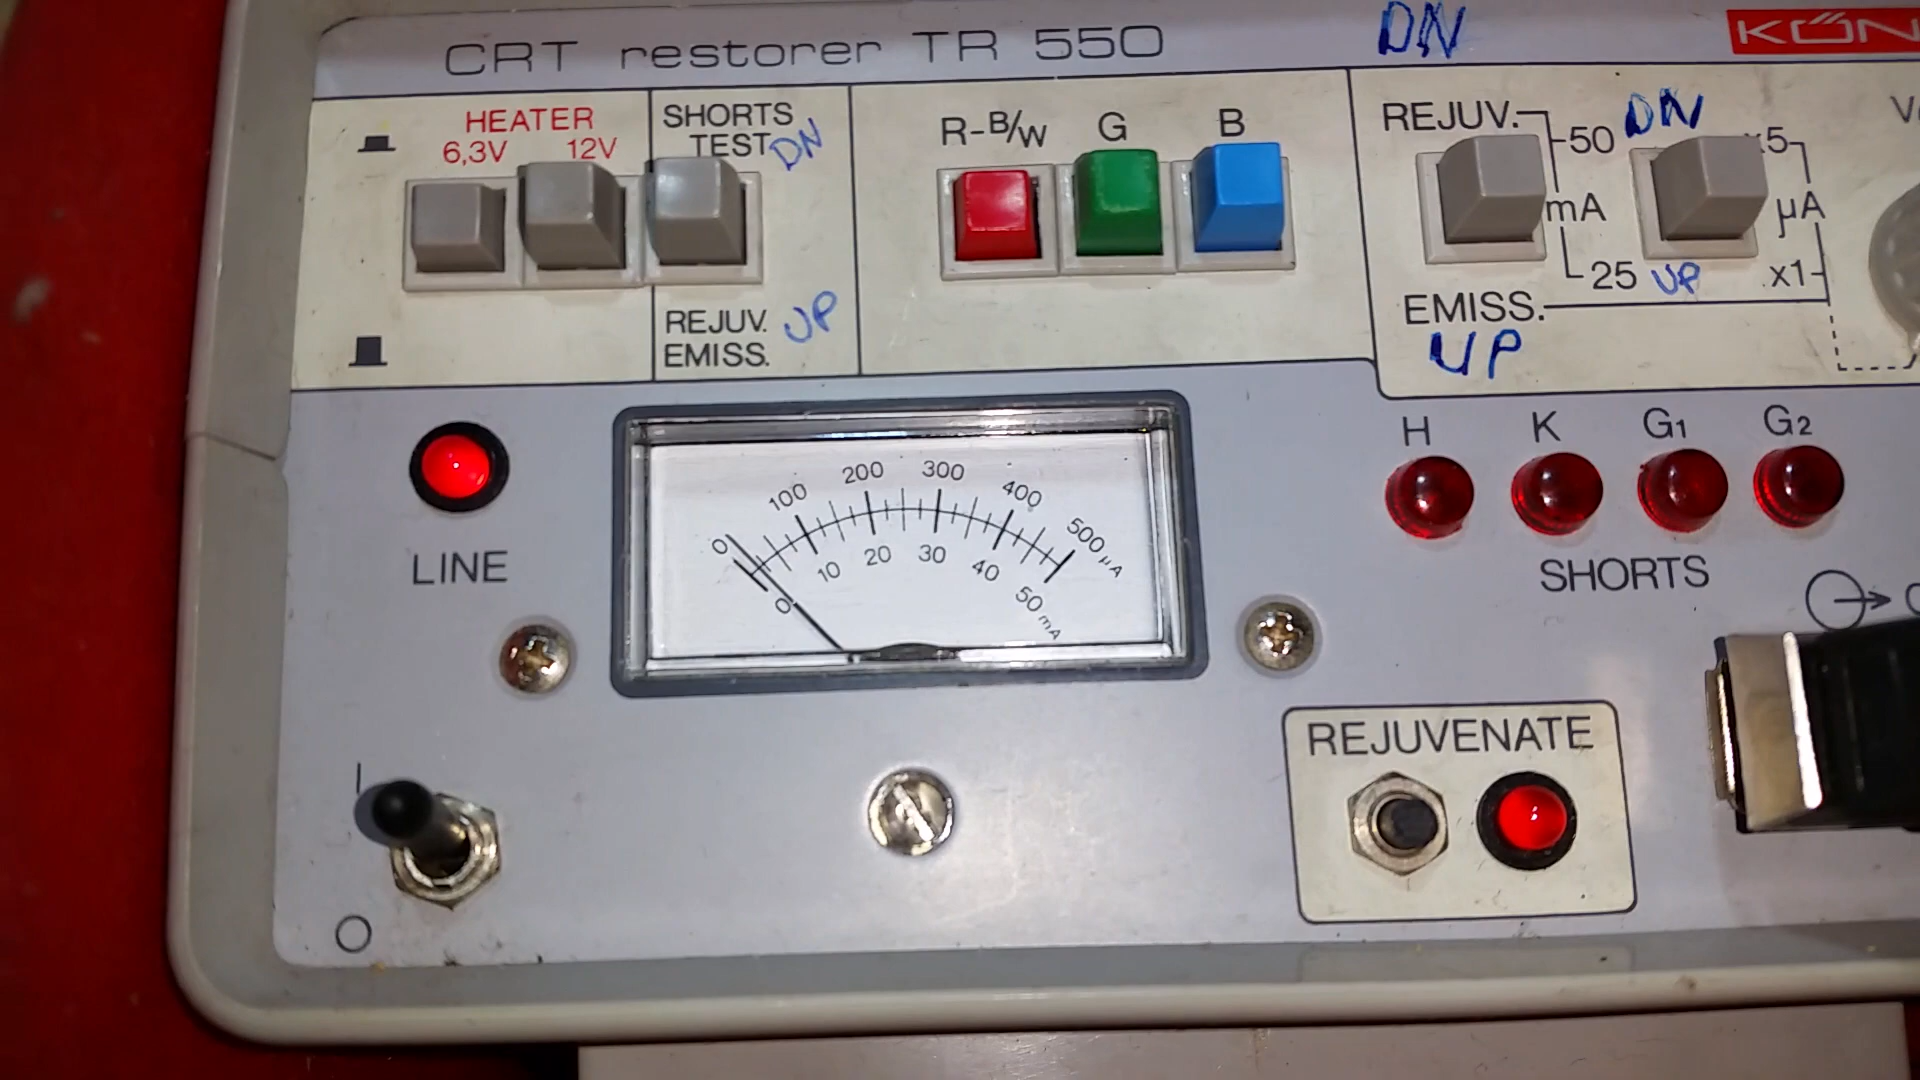 CRT restorer TR 550
DN
KÖN
HEATER
6,3V 12V
SHORTS
TEST
DN
REJUV.
EMISS.
UP
R-B/W G B
REJUV.
50
DN
x5
mA
µA
25
UP
x1
EMISS.
UP
LINE
0 100 200 300 400 500 µA
0 10 20 30 40 50 mA
H K G1 G2
SHORTS
I
O
REJUVENATE